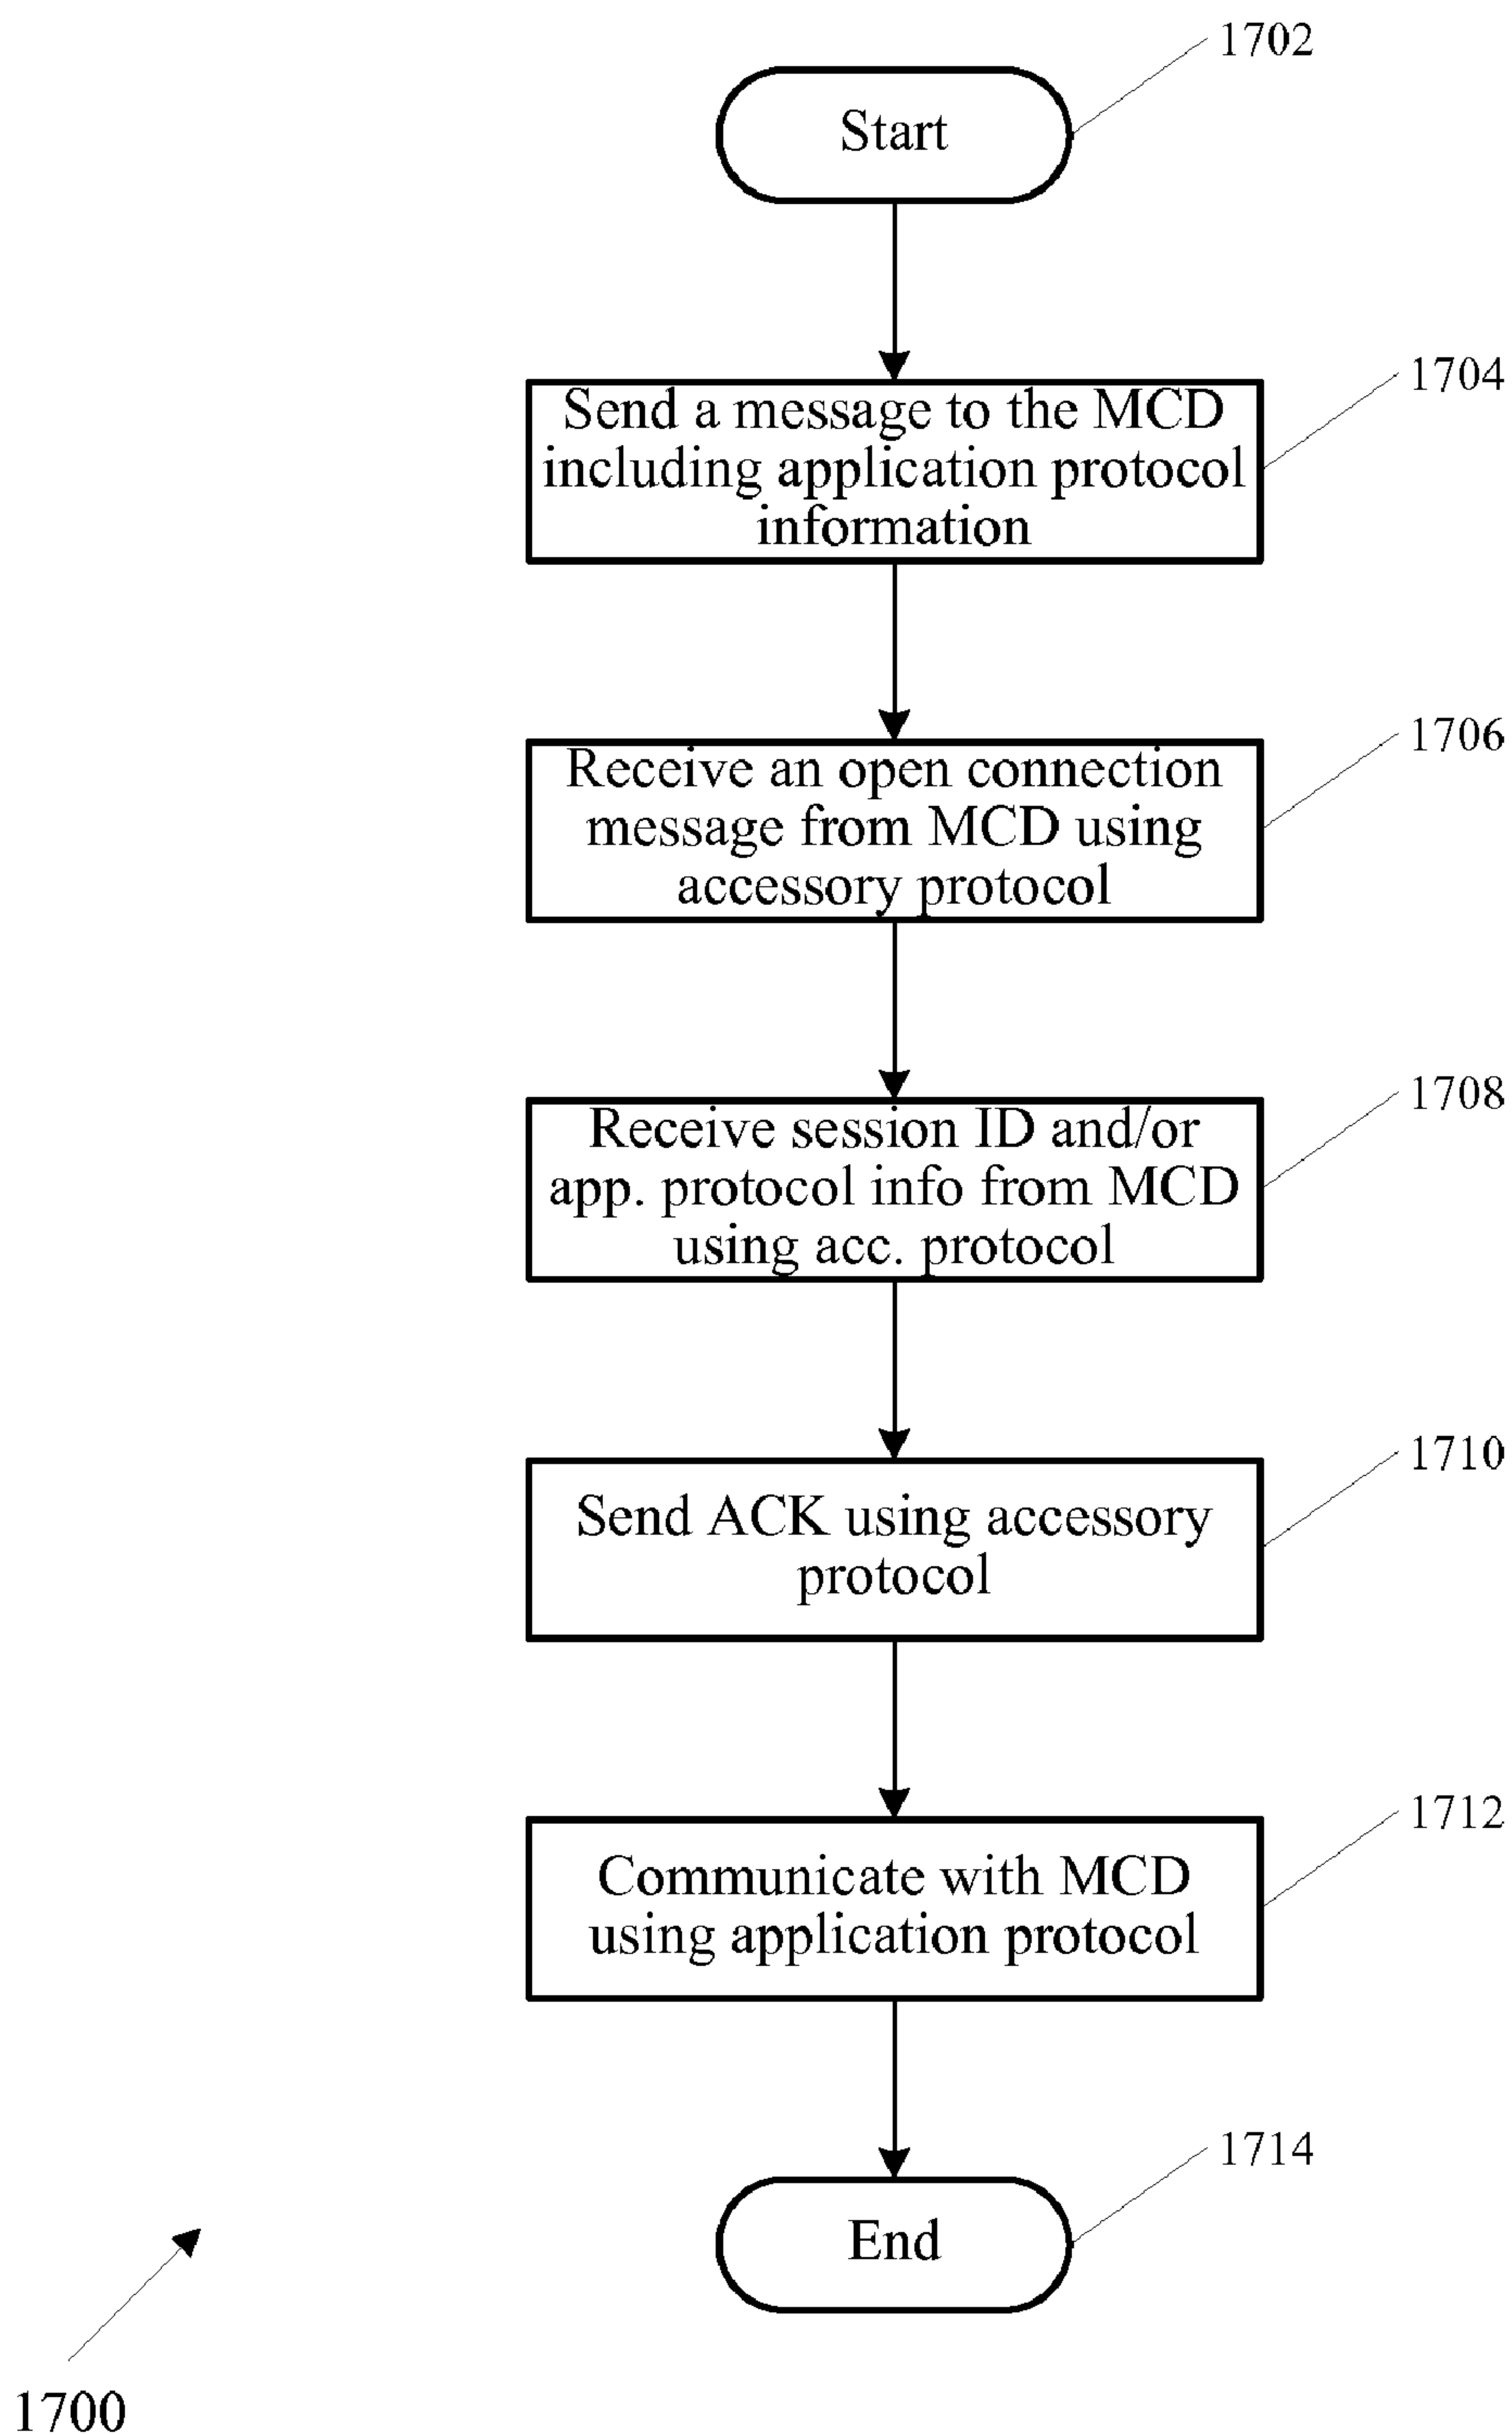 1702
Start
1704
Send a message to the MCD
including application protocol
information
1706
Receive an open connection
message from MCD using
accessory protocol
1708
Receive session ID and/or
app. protocol info from MCD
using acc. protocol
1710
Send ACK using accessory
protocol
1712
Communicate with MCD
using application protocol
1714
End
1700